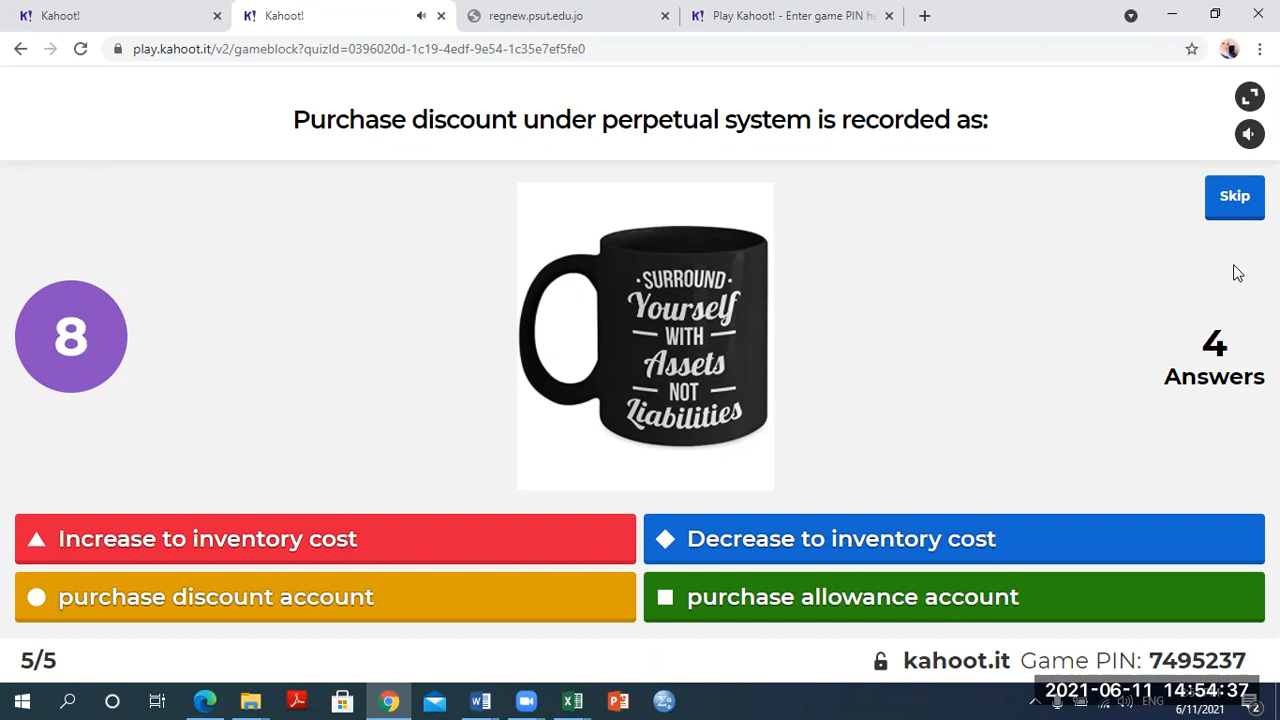 Kahoot!
Kahoot!
regnew.psut.edu.jo
Play Kahoot! - Enter game PIN he
play.kahoot.it/v2/gameblock?quizId=0396020d-1c19-4edf-9e54-1c35e7ef5fe0
Purchase discount under perpetual system is recorded as:
Skip
8
SURROUND
Yourself
WITH
Assets
NOT
Liabilities
4
Answers
Increase to inventory cost
Decrease to inventory cost
purchase discount account
purchase allowance account
5/5
kahoot.it Game PIN: 7495237
2021-06-11 14:54:37
ENG
6/11/2021
2